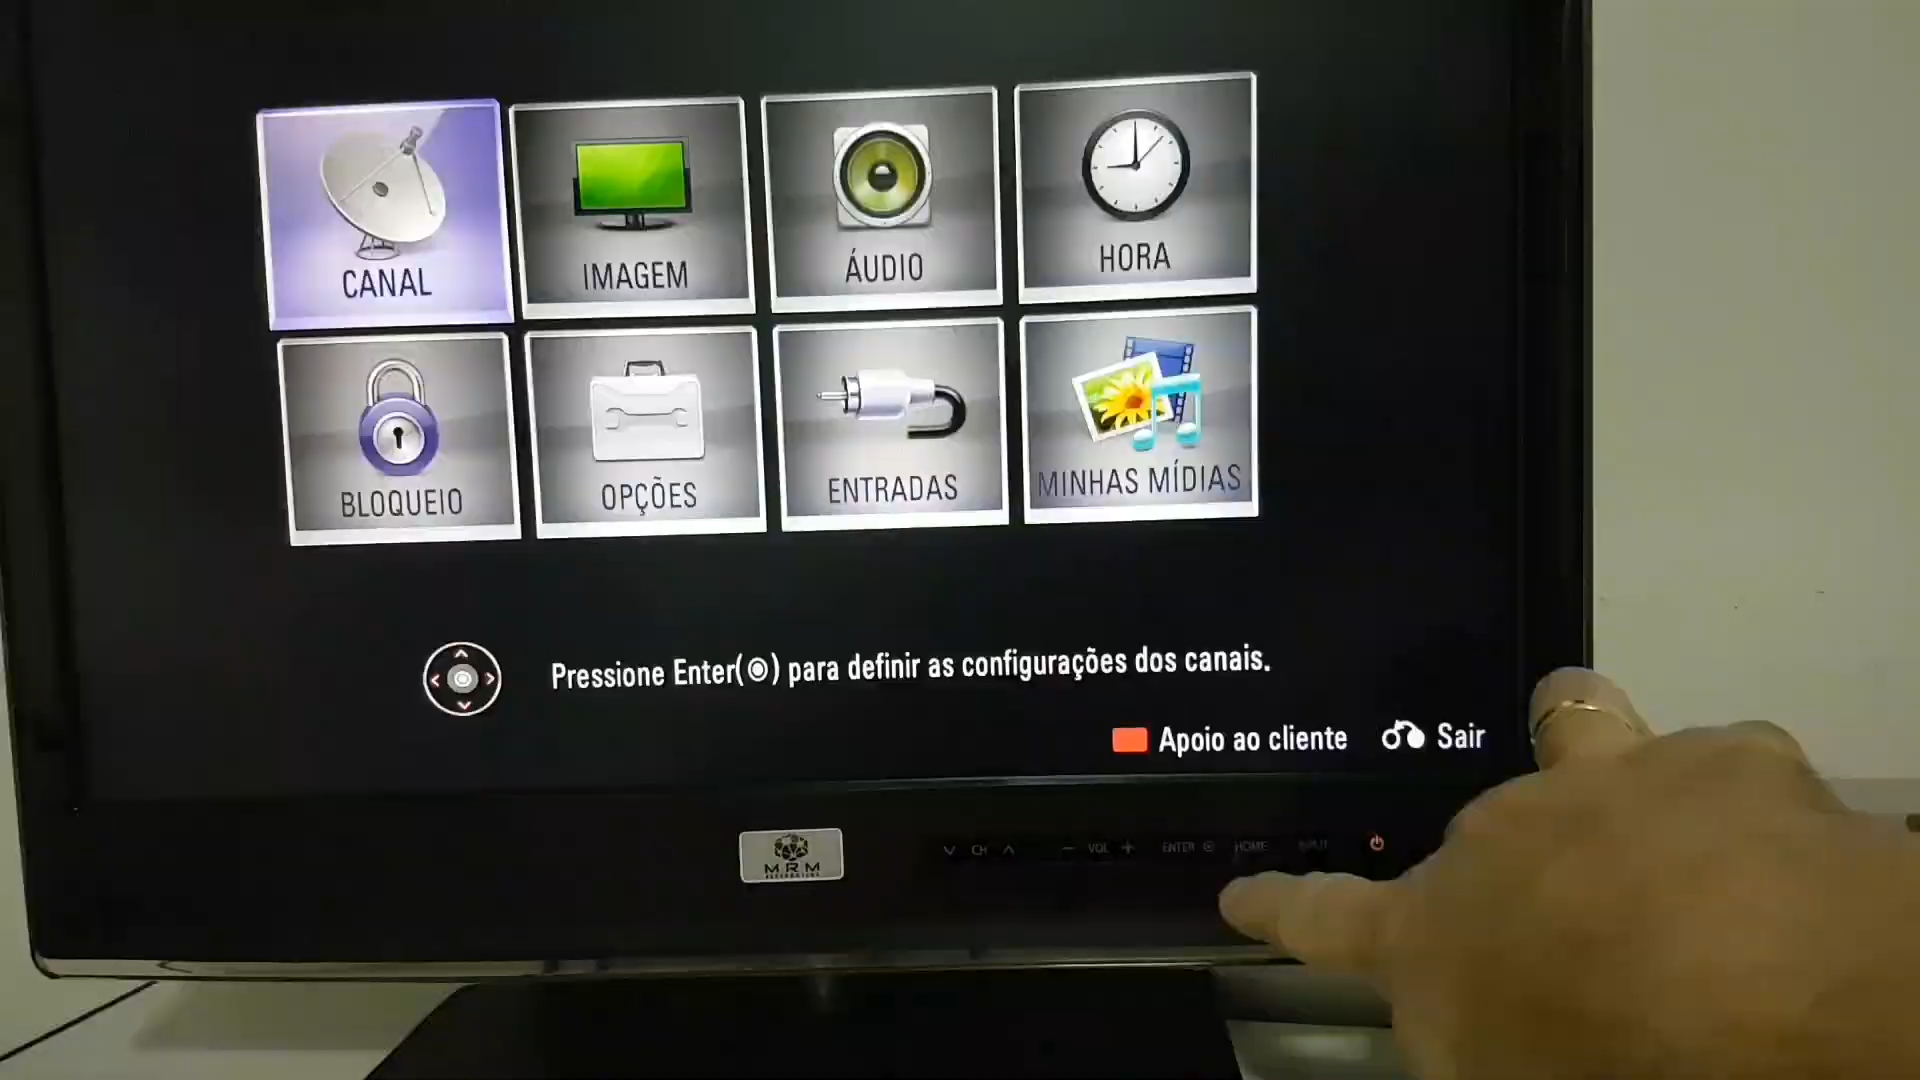 CANAL
IMAGEM
ÁUDIO
HORA
BLOQUEIO
OPÇÕES
ENTRADAS
MINHAS MÍDIAS
Pressione Enter(◉) para definir as configurações dos canais.
Apoio ao cliente Sair
MRM
CH - VOL + ENTER HOME INPUT